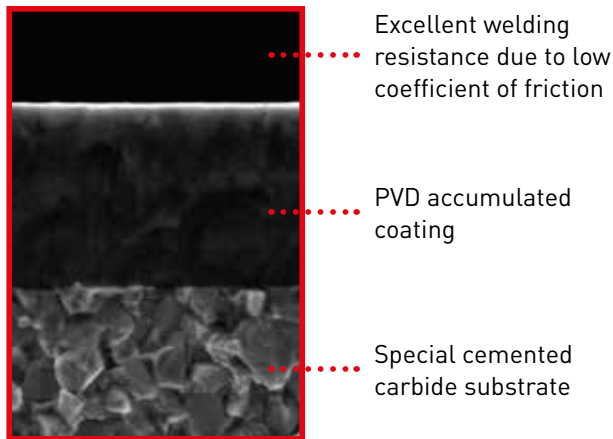 Excellent welding
resistance due to low
coefficient of friction
PVD accumulated
coating
Special cemented
carbide substrate